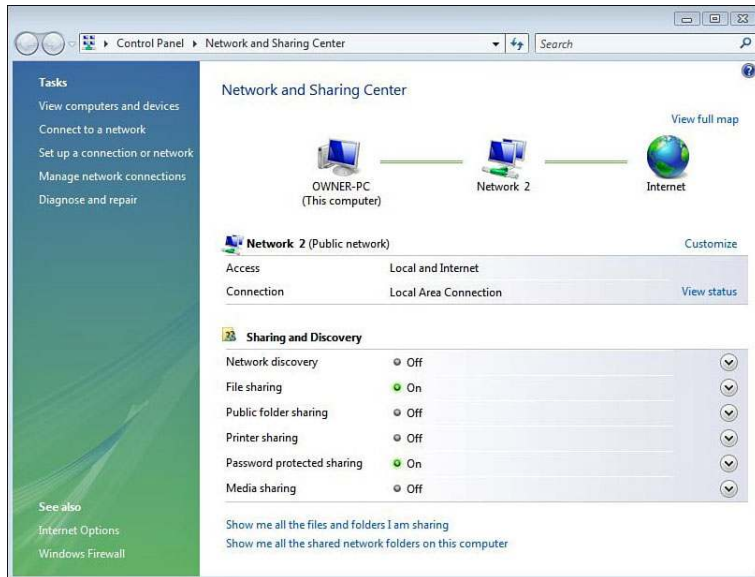 Control Panel
Network and Sharing Center
Search
Tasks
View computers and devices
Connect to a network
Set up a connection or network
Manage network connections
Diagnose and repair
See also
Internet Options
Windows Firewall
Network and Sharing Center
View full map
OWNER-PC
(This computer)
Network 2
Internet
Network 2 (Public network)
Customize
Access Local and Internet
Connection Local Area Connection View status
Sharing and Discovery
Network discovery Off
File sharing On
Public folder sharing Off
Printer sharing Off
Password protected sharing On
Media sharing Off
Show me all the files and folders I am sharing
Show me all the shared network folders on this computer